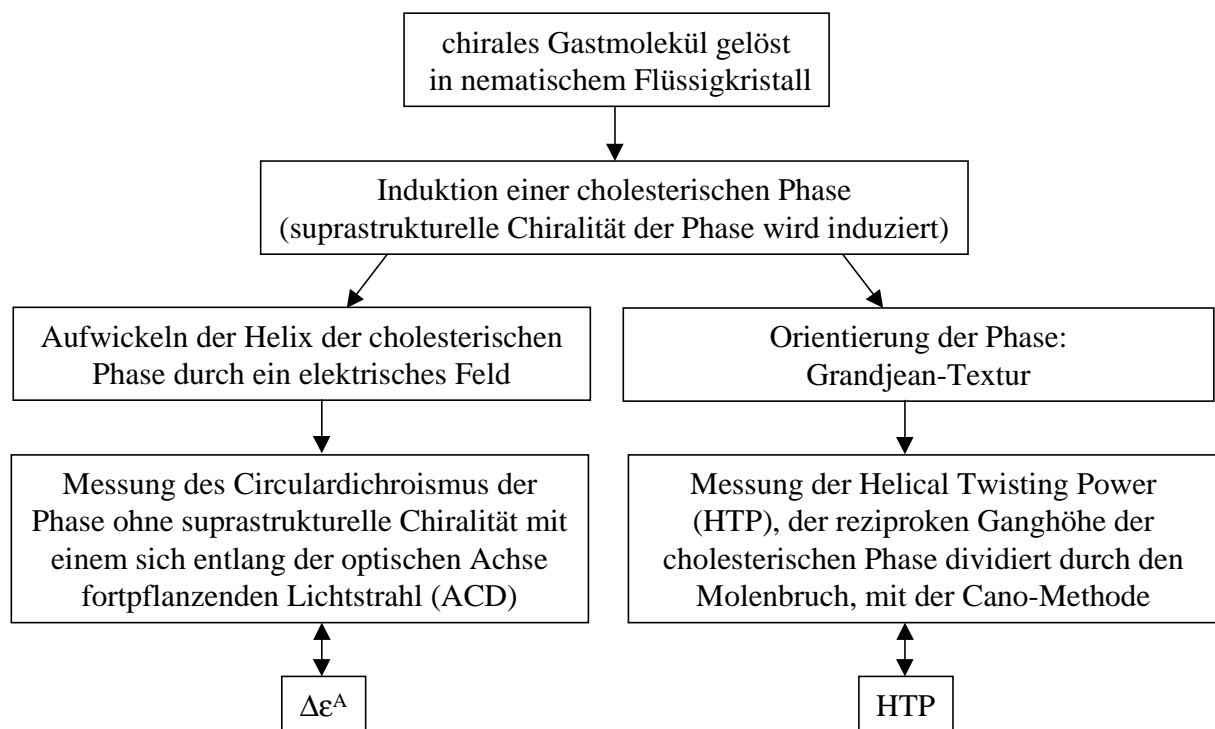 chirales Gastmolekül gelöst
in nematischem Flüssigkristall
Induktion einer cholesterischen Phase
(suprastrukturelle Chiralität der Phase wird induziert)
Aufwickeln der Helix der cholesterischen
Phase durch ein elektrisches Feld
Orientierung der Phase:
Grandjean-Textur
Messung des Circulardichroismus der
Phase ohne suprastrukturelle Chiralität mit
einem sich entlang der optischen Achse
fortpflanzenden Lichtstrahl (ACD)
Messung der Helical Twisting Power
(HTP), der reziproken Ganghöhe der
cholesterischen Phase dividiert durch den
Molenbruch, mit der Cano-Methode
Δεᴬ
HTP